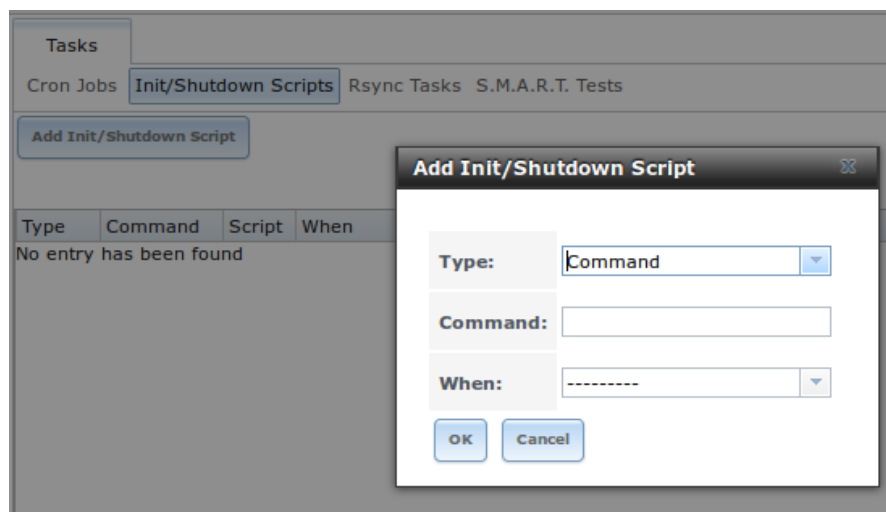 Tasks
Cron Jobs Init/Shutdown Scripts Rsync Tasks S.M.A.R.T. Tests
Add Init/Shutdown Script
Type Command Script When
No entry has been found
Add Init/Shutdown Script
Type: Command
Command:
When: ---------
OK Cancel